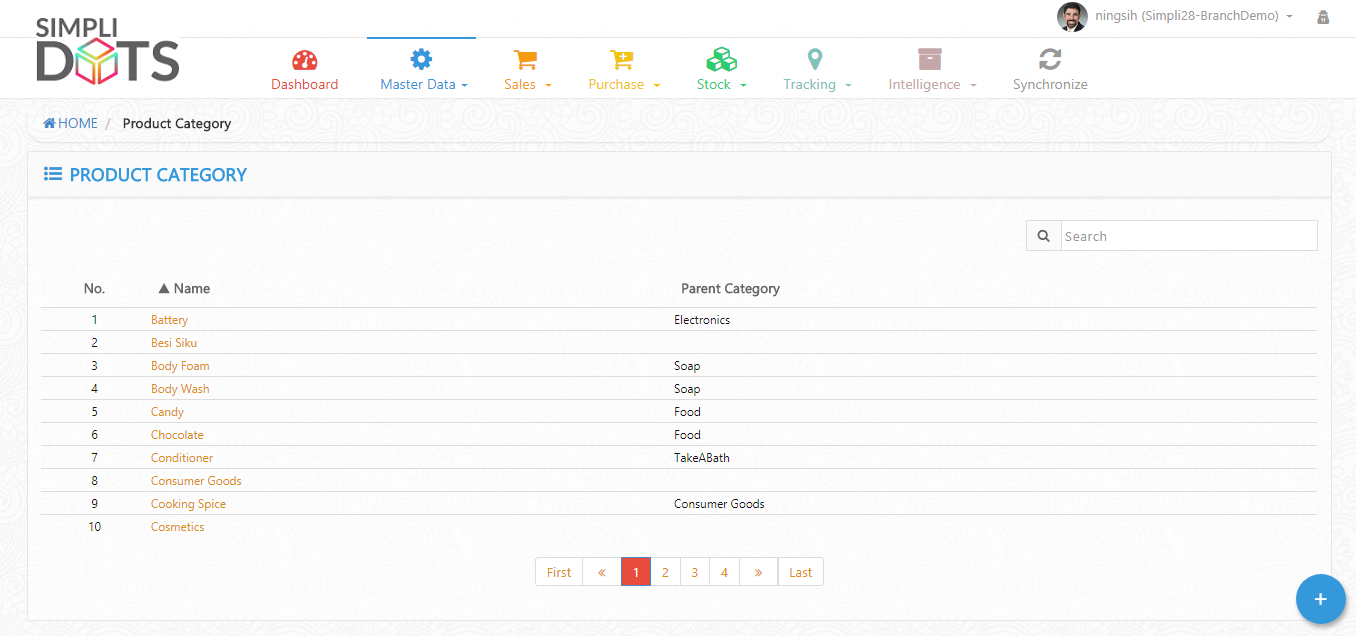 SIMPLI
DOTS
ningsih (Simpli28-BranchDemo)
Dashboard Master Data Sales Purchase Stock Tracking Intelligence Synchronize
HOME / Product Category
PRODUCT CATEGORY
Search
No. ▲ Name Parent Category
1 Battery Electronics
2 Besi Siku
3 Body Foam Soap
4 Body Wash Soap
5 Candy Food
6 Chocolate Food
7 Conditioner TakeABath
8 Consumer Goods
9 Cooking Spice Consumer Goods
10 Cosmetics
First « 1 2 3 4 » Last
+